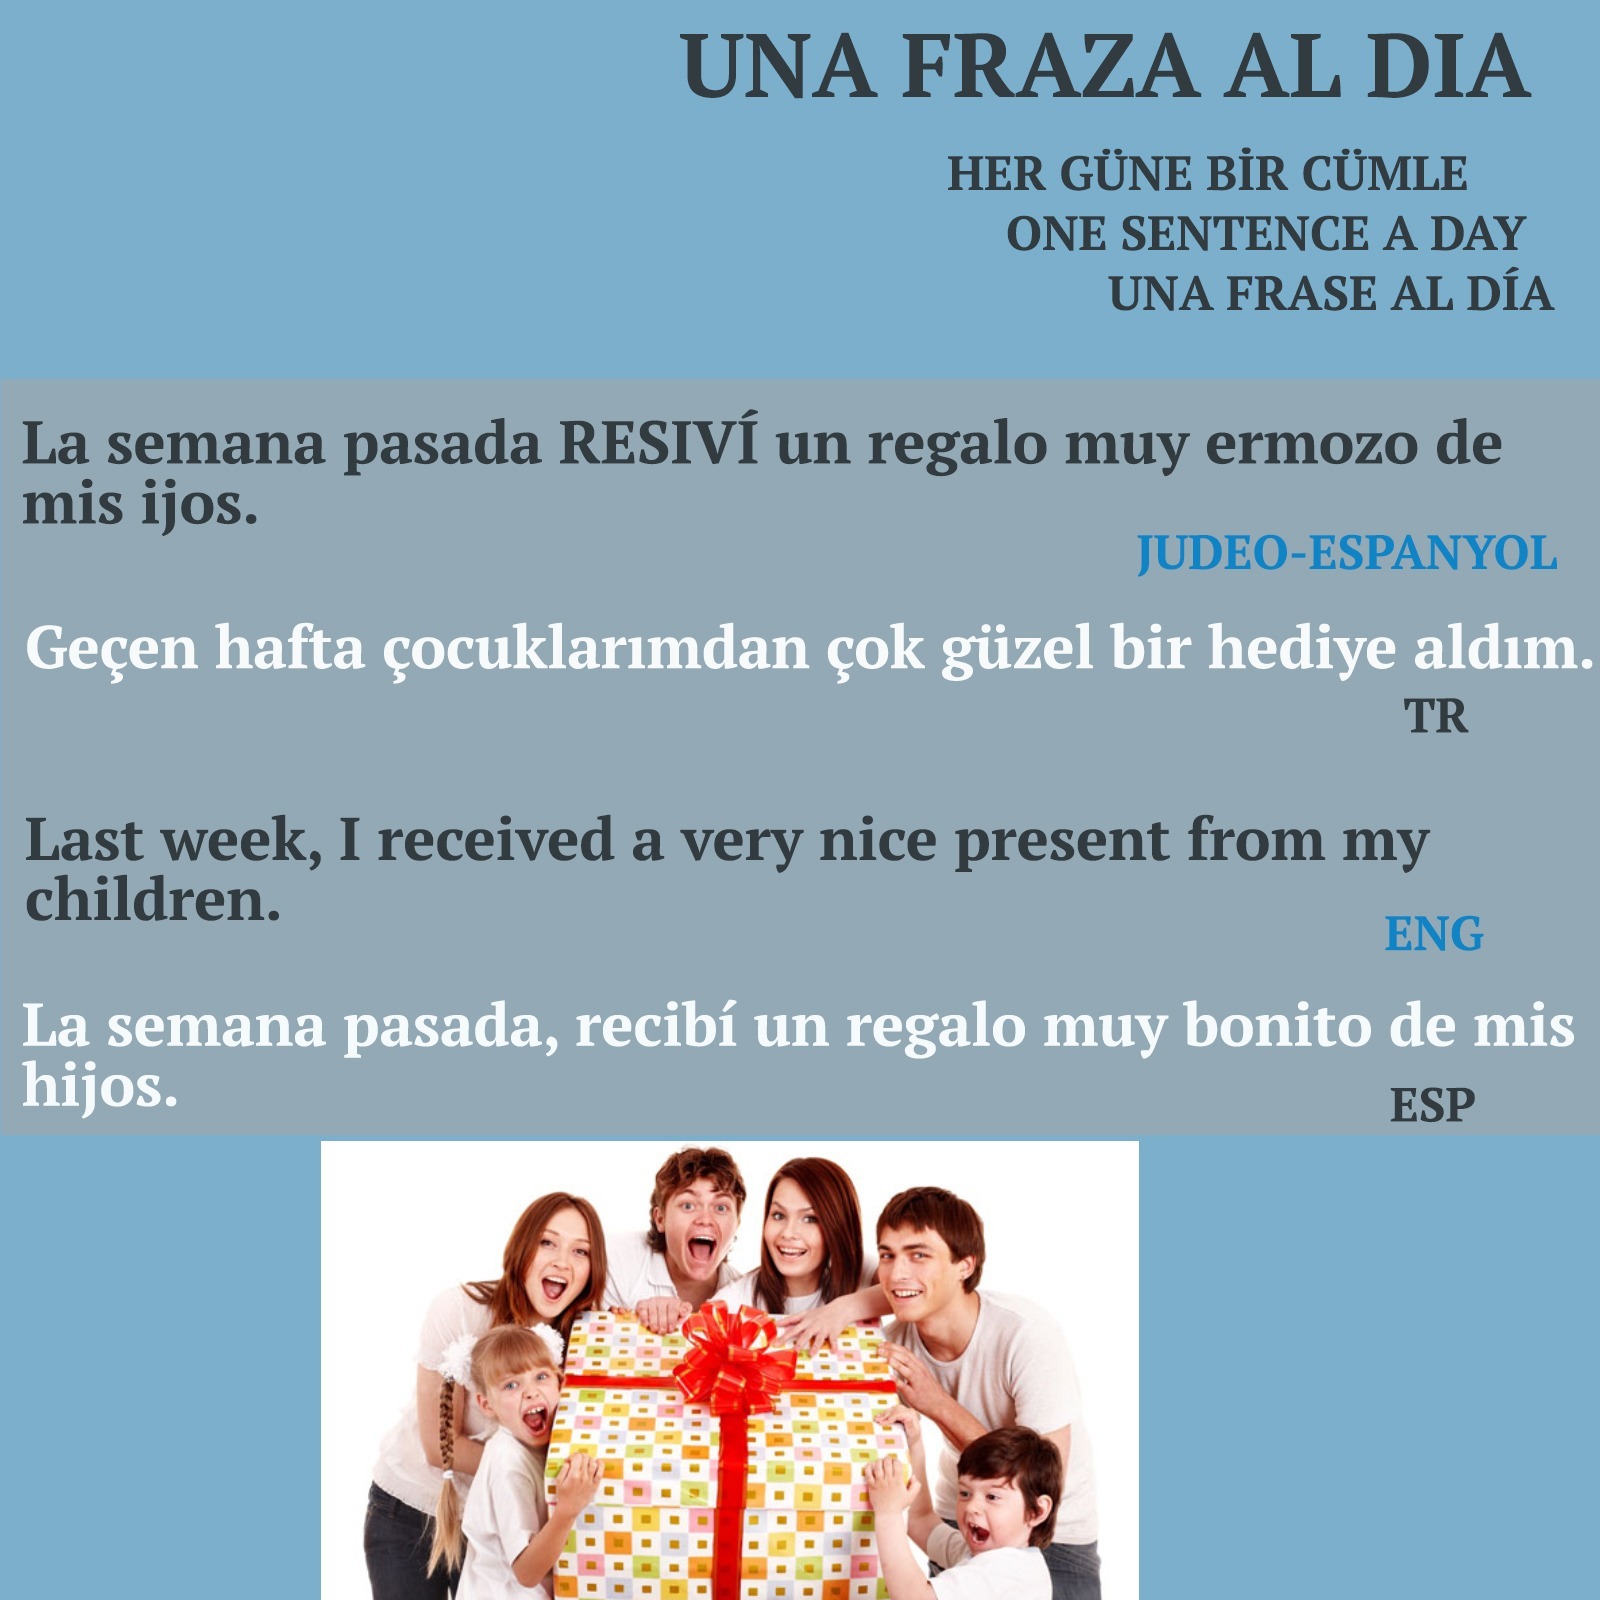 UNA FRAZA AL DIA
HER GÜNE BİR CÜMLE
ONE SENTENCE A DAY
UNA FRASE AL DÍA
La semana pasada RESIVÍ un regalo muy ermozo de
mis ijos.
JUDEO-ESPANYOL
Geçen hafta çocuklarımdan çok güzel bir hediye aldım.
TR
Last week, I received a very nice present from my
children.
ENG
La semana pasada, recibí un regalo muy bonito de mis
hijos.
ESP